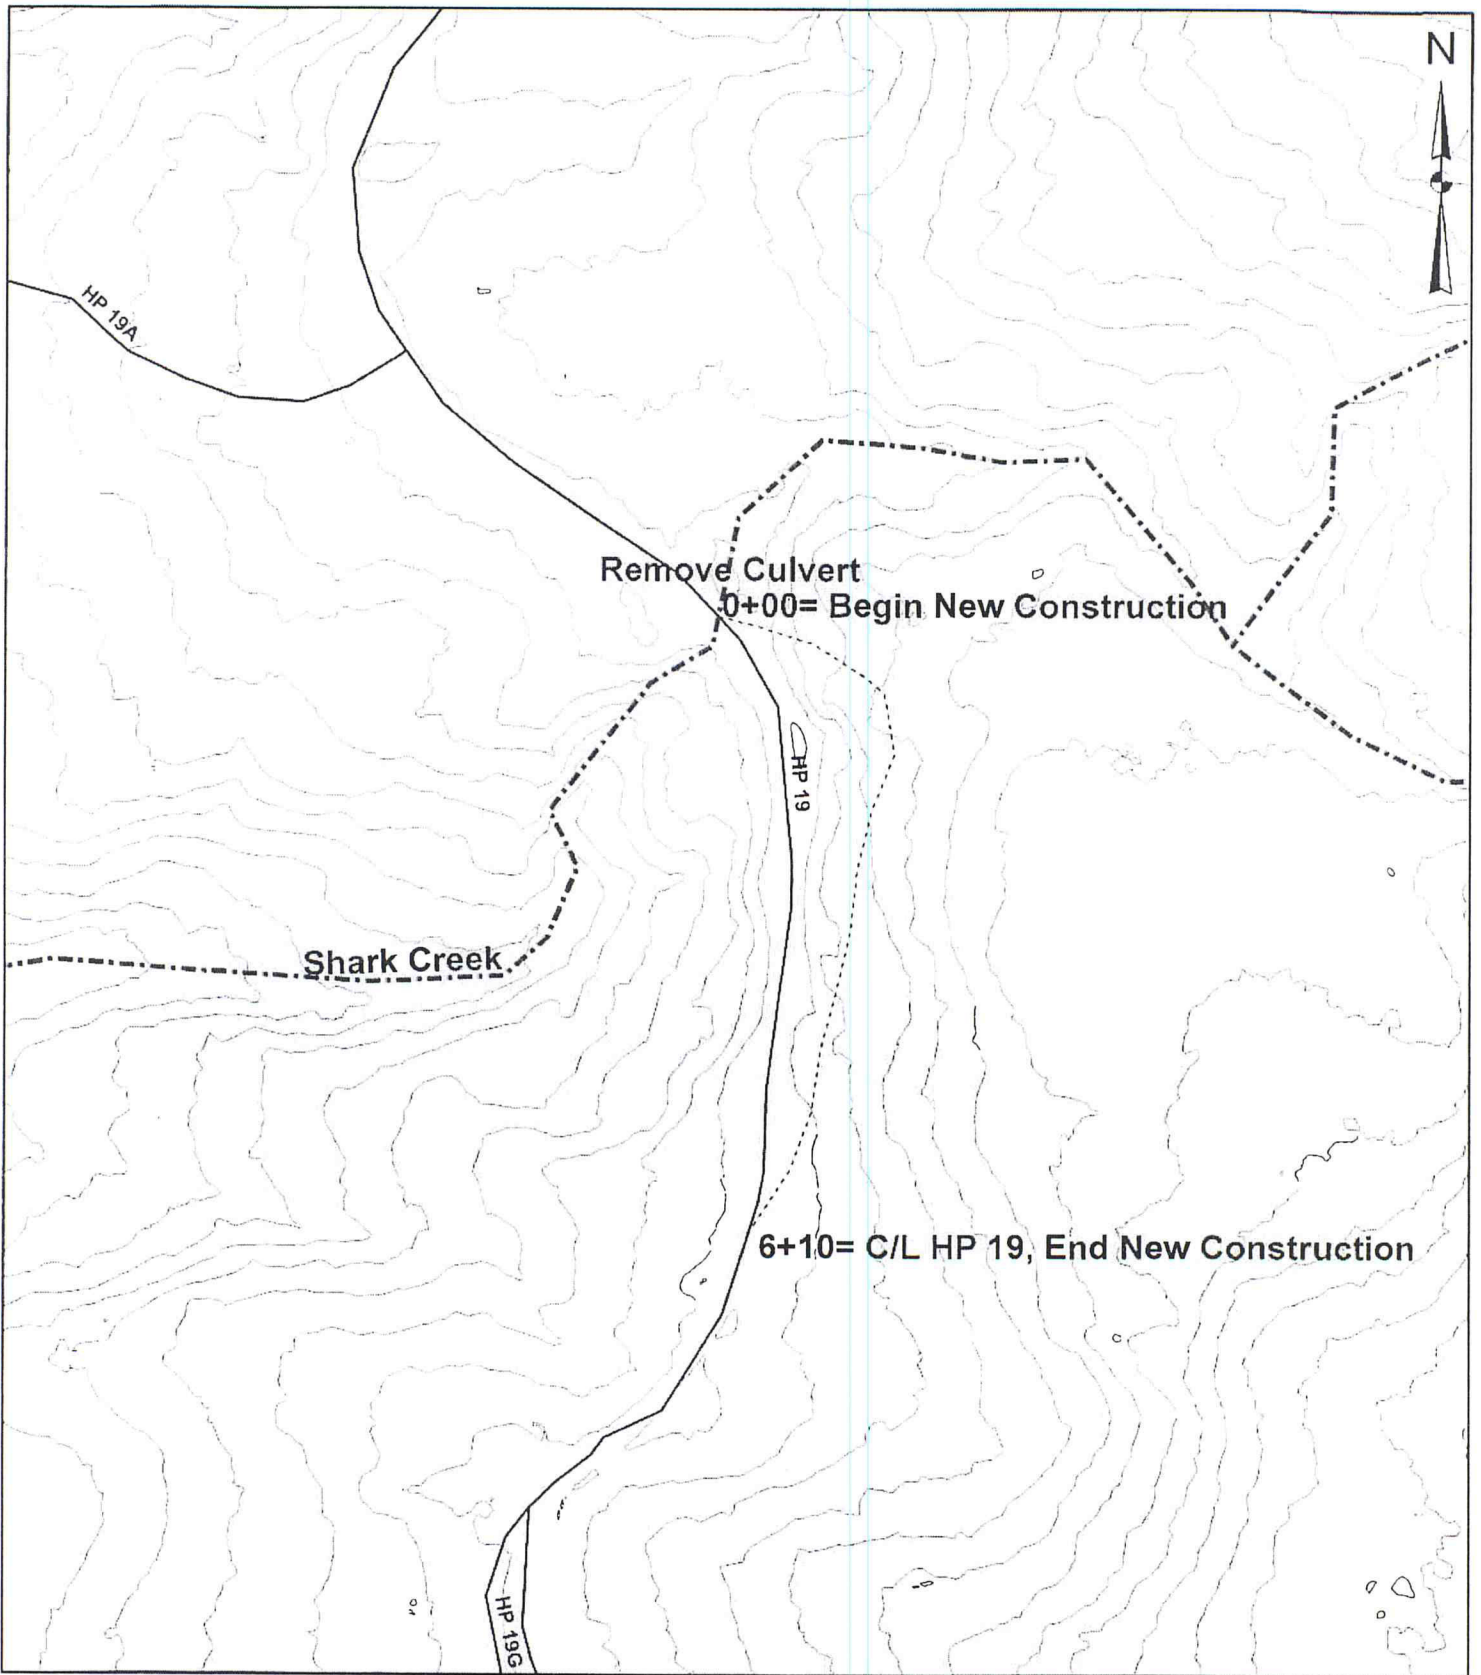 N
HP 19A
Remove Culvert
0+00= Begin New Construction
HP 19
Shark Creek
6+10= C/L HP 19, End New Construction
HP 19G